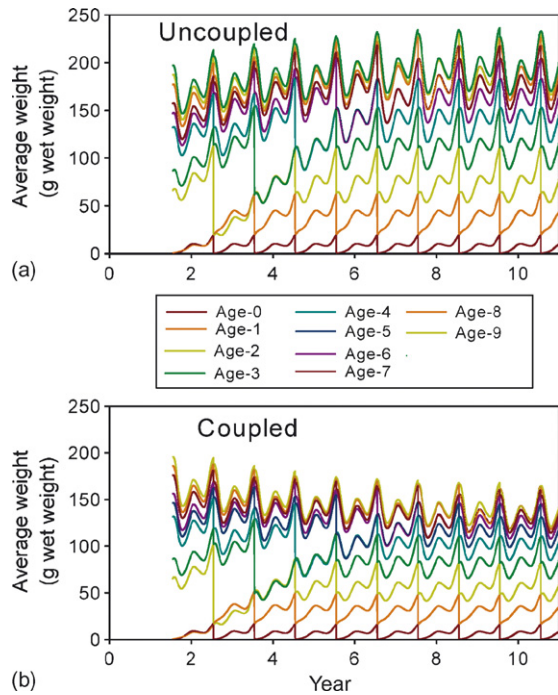 Uncoupled
250
200
150
100
50
0
Average weight
(g wet weight)
0 2 4 6 8 10
(a)
Age-0 Age-4 Age-8
Age-1 Age-5 Age-9
Age-2 Age-6
Age-3 Age-7
Coupled
250
200
150
100
50
0
Average weight
(g wet weight)
0 2 4 6 8 10
Year
(b)